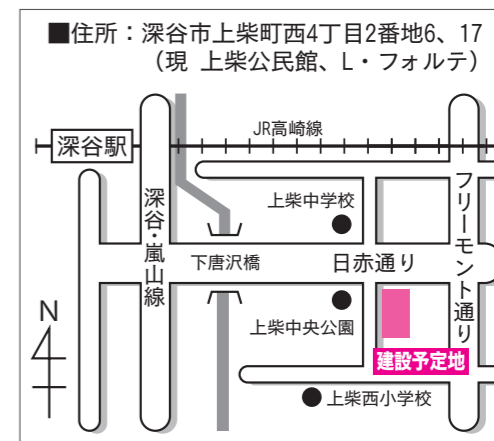 ■住所：深谷市上柴町西4丁目2番地6、17
（現 上柴公民館、L・フォルテ）
JR高崎線
深谷駅
深谷・嵐山線
フリーモント通り
上柴中学校
下唐沢橋
日赤通り
N
上柴中央公園
建設予定地
上柴西小学校